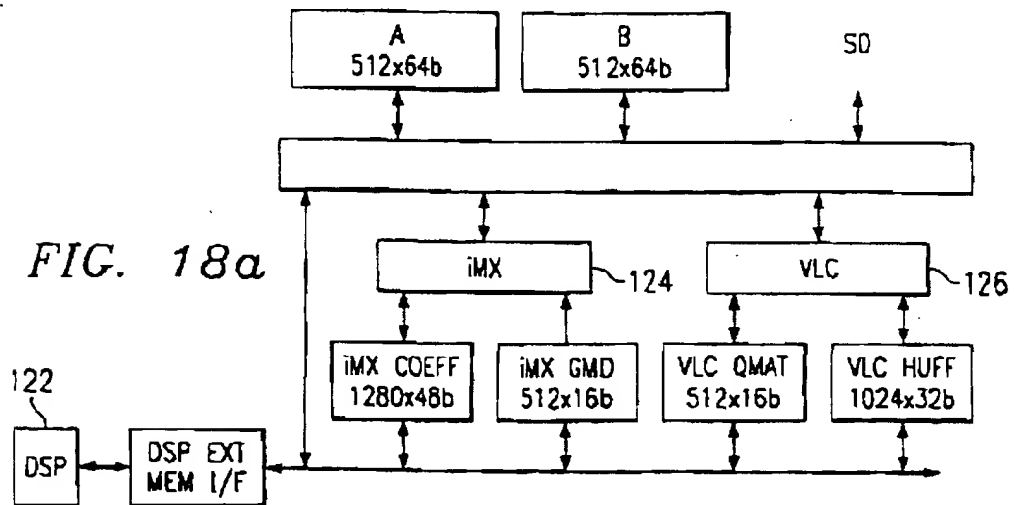 A
512x64b
B
512x64b
SD
FIG. 18a
iMX
124
VLC
126
iMX COEFF
1280x48b
iMX GMD
512x16b
VLC QMAT
512x16b
VLC HUFF
1024x32b
122
DSP
DSP EXT
MEM I/F